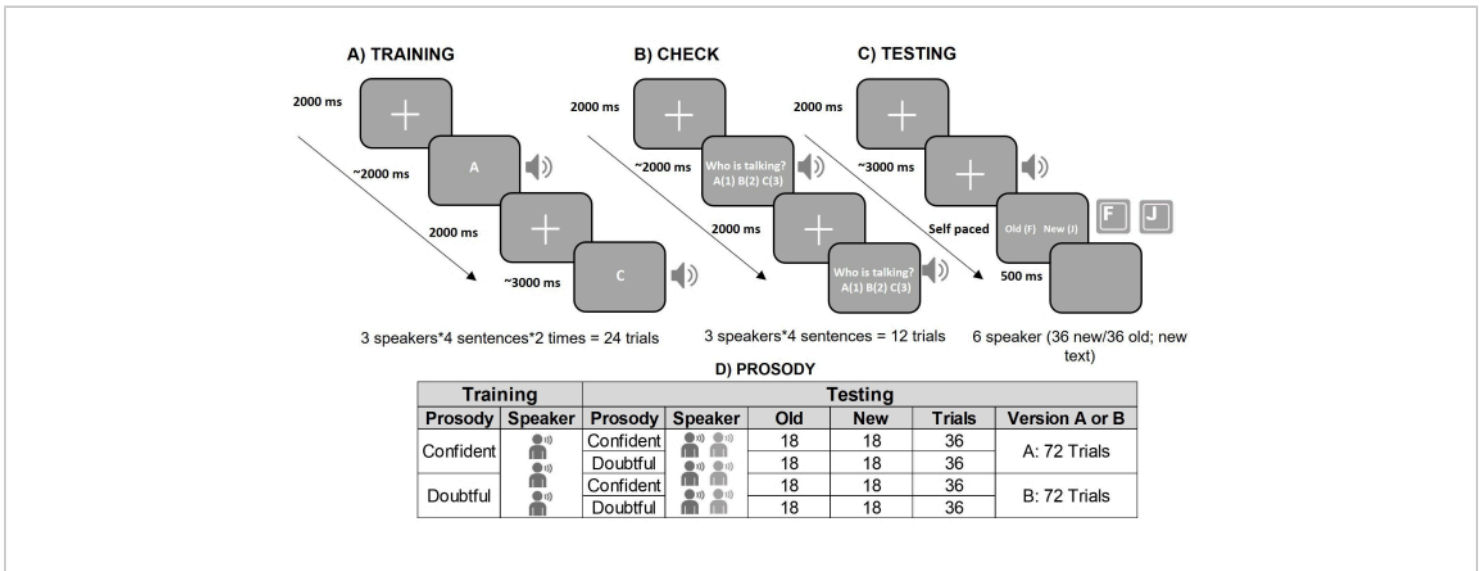 A) TRAINING
2000 ms
~2000 ms
A
2000 ms
~3000 ms
C
3 speakers*4 sentences*2 times = 24 trials
B) CHECK
2000 ms
~2000 ms
Who is talking?
A(1) B(2) C(3)
2000 ms
Who is talking?
A(1) B(2) C(3)
3 speakers*4 sentences = 12 trials
C) TESTING
2000 ms
~3000 ms
Self paced
Old (F) New (J)
F J
500 ms
6 speaker (36 new/36 old; new
text)
D) PROSODY
Training Testing
Prosody Speaker Prosody Speaker Old New Trials Version A or B
Confident Confident 18 18 36 A: 72 Trials
Doubtful 18 18 36
Doubtful Confident 18 18 36 B: 72 Trials
Doubtful 18 18 36